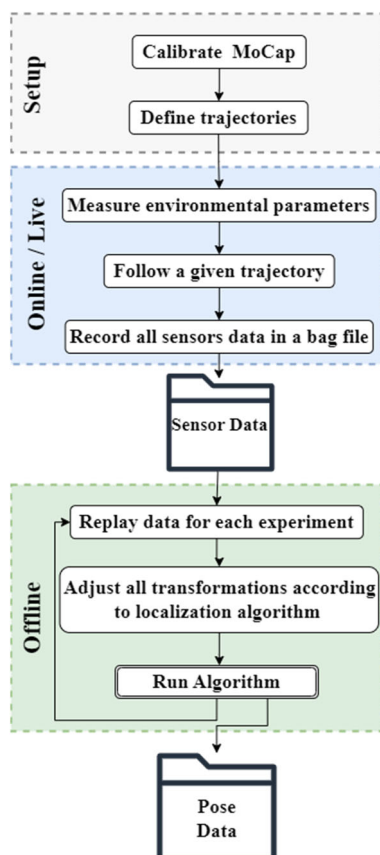 Setup
Calibrate MoCap
Define trajectories
Online / Live
Measure environmental parameters
Follow a given trajectory
Record all sensors data in a bag file
Sensor Data
Offline
Replay data for each experiment
Adjust all transformations according
to localization algorithm
Run Algorithm
Pose
Data